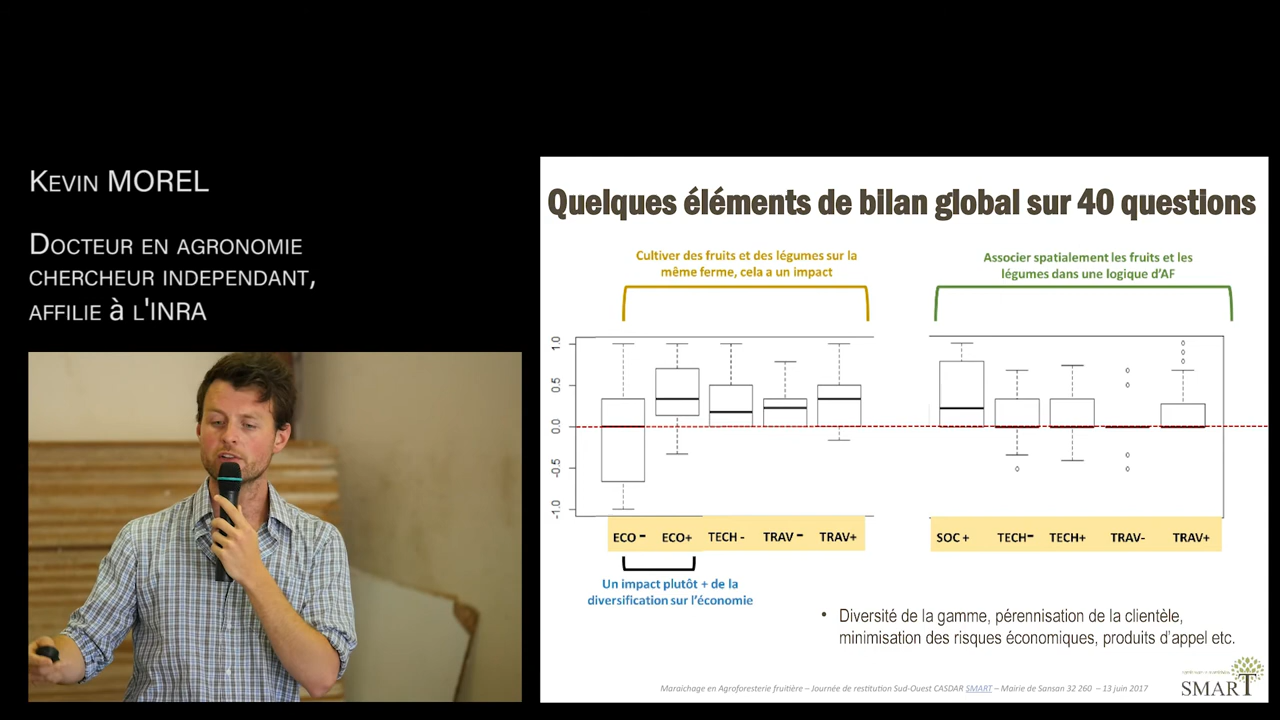 KEVIN MOREL
DOCTEUR EN AGRONOMIE
CHERCHEUR INDEPENDANT,
AFFILIE à L'INRA
Quelques éléments de bilan global sur 40 questions
Cultiver des fruits et des légumes sur la
même ferme, cela a un impact
Associer spatialement les fruits et les
légumes dans une logique d'AF
1.0
0.5
0.0
-0.5
-1.0
ECO - ECO+ TECH - TRAV - TRAV+
SOC + TECH- TECH+ TRAV- TRAV+
Un impact plutôt + de la
diversification sur l'économie
• Diversité de la gamme, pérennisation de la clientèle,
minimisation des risques économiques, produits d'appel etc.
Maraichage en Agroforesterie fruitière – Journée de restitution Sud-Ouest CASDAR SMART – Mairie de Sansan 32 260 – 13 juin 2017
SMART